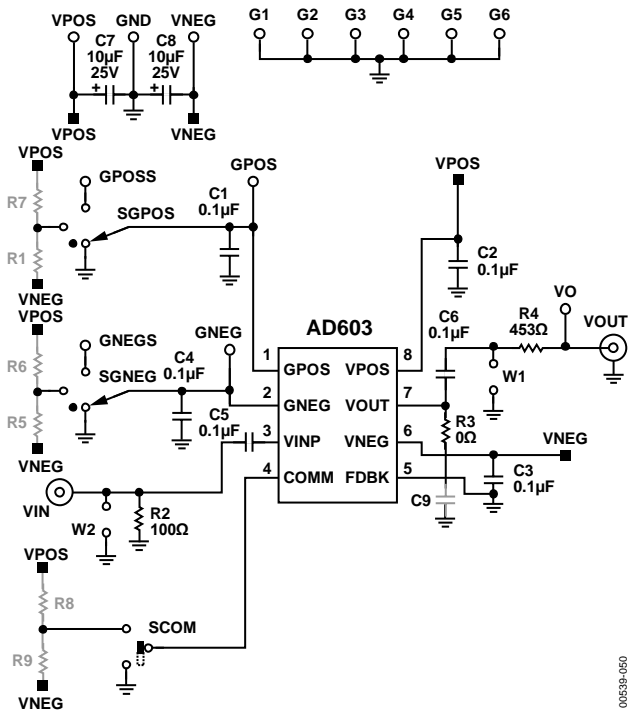 VPOS GND VNEG
C7 C8
10µF 10µF
25V 25V
+ +
VPOS VNEG
G1 G2 G3 G4 G5 G6
VPOS
R7
R1
VNEG
GPOSS
SGPOS
C1
0.1µF
GPOS
VPOS
C2
0.1µF
VPOS
R6
R5
VNEG
GNEGS
SGNEG
C4
0.1µF
GNEG
C5
0.1µF
AD603
1 GPOS VPOS 8
2 GNEG VOUT 7
3 VINP VNEG 6
4 COMM FDBK 5
C6
0.1µF
R4
453Ω
VO
VOUT
W1
R3
0Ω
VNEG
C3
0.1µF
C9
VIN
W2
R2
100Ω
VPOS
R8
R9
VNEG
SCOM
00539-050